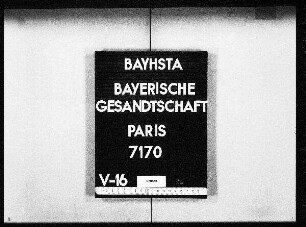 BAYHSTA
BAYERISCHE
GESANDTSCHAFT
PARIS
7170
V-16